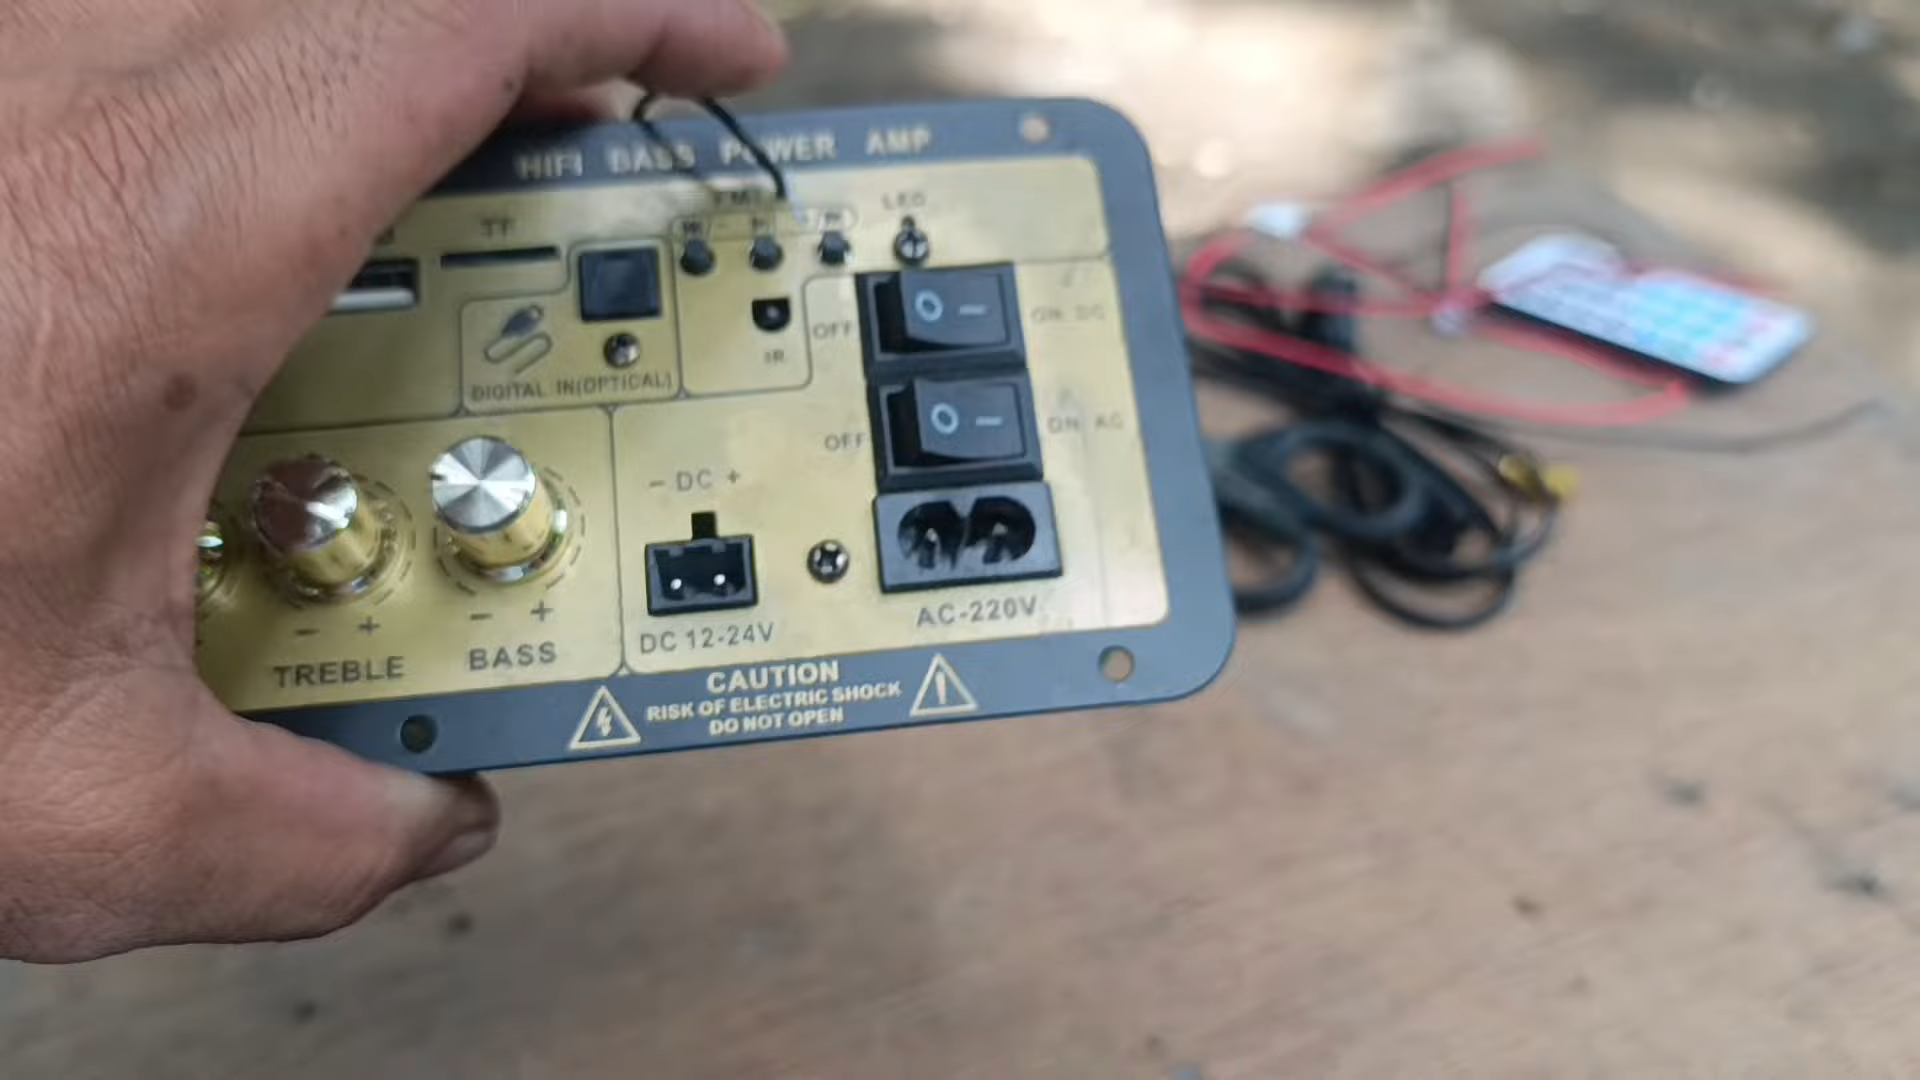 HIFI BASS POWER AMP
TF
LED
OFF
ON DC
IR
DIGITAL IN(OPTICAL)
OFF
ON AC
- DC +
- +
- +
TREBLE
BASS
DC 12-24V
AC-220V
CAUTION
RISK OF ELECTRIC SHOCK
DO NOT OPEN